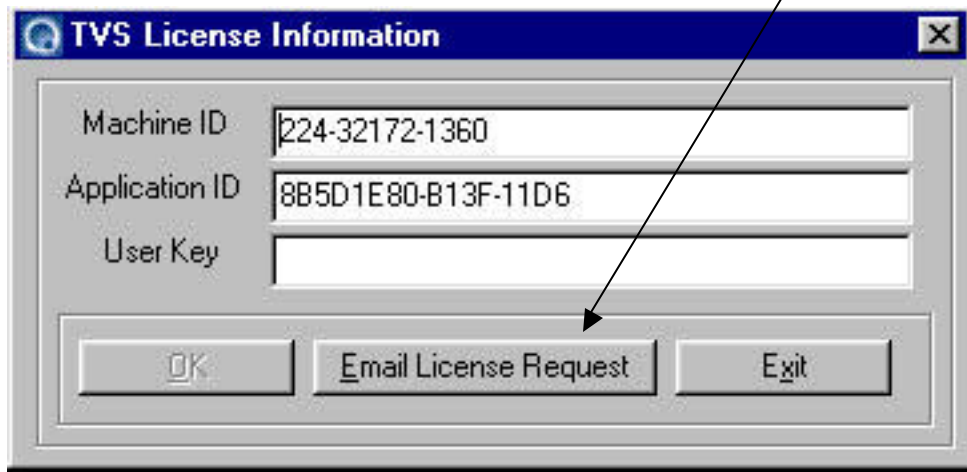 TVS License Information
Machine ID 224-32172-1360
Application ID 8B5D1E80-B13F-11D6
User Key
OK Email License Request Exit